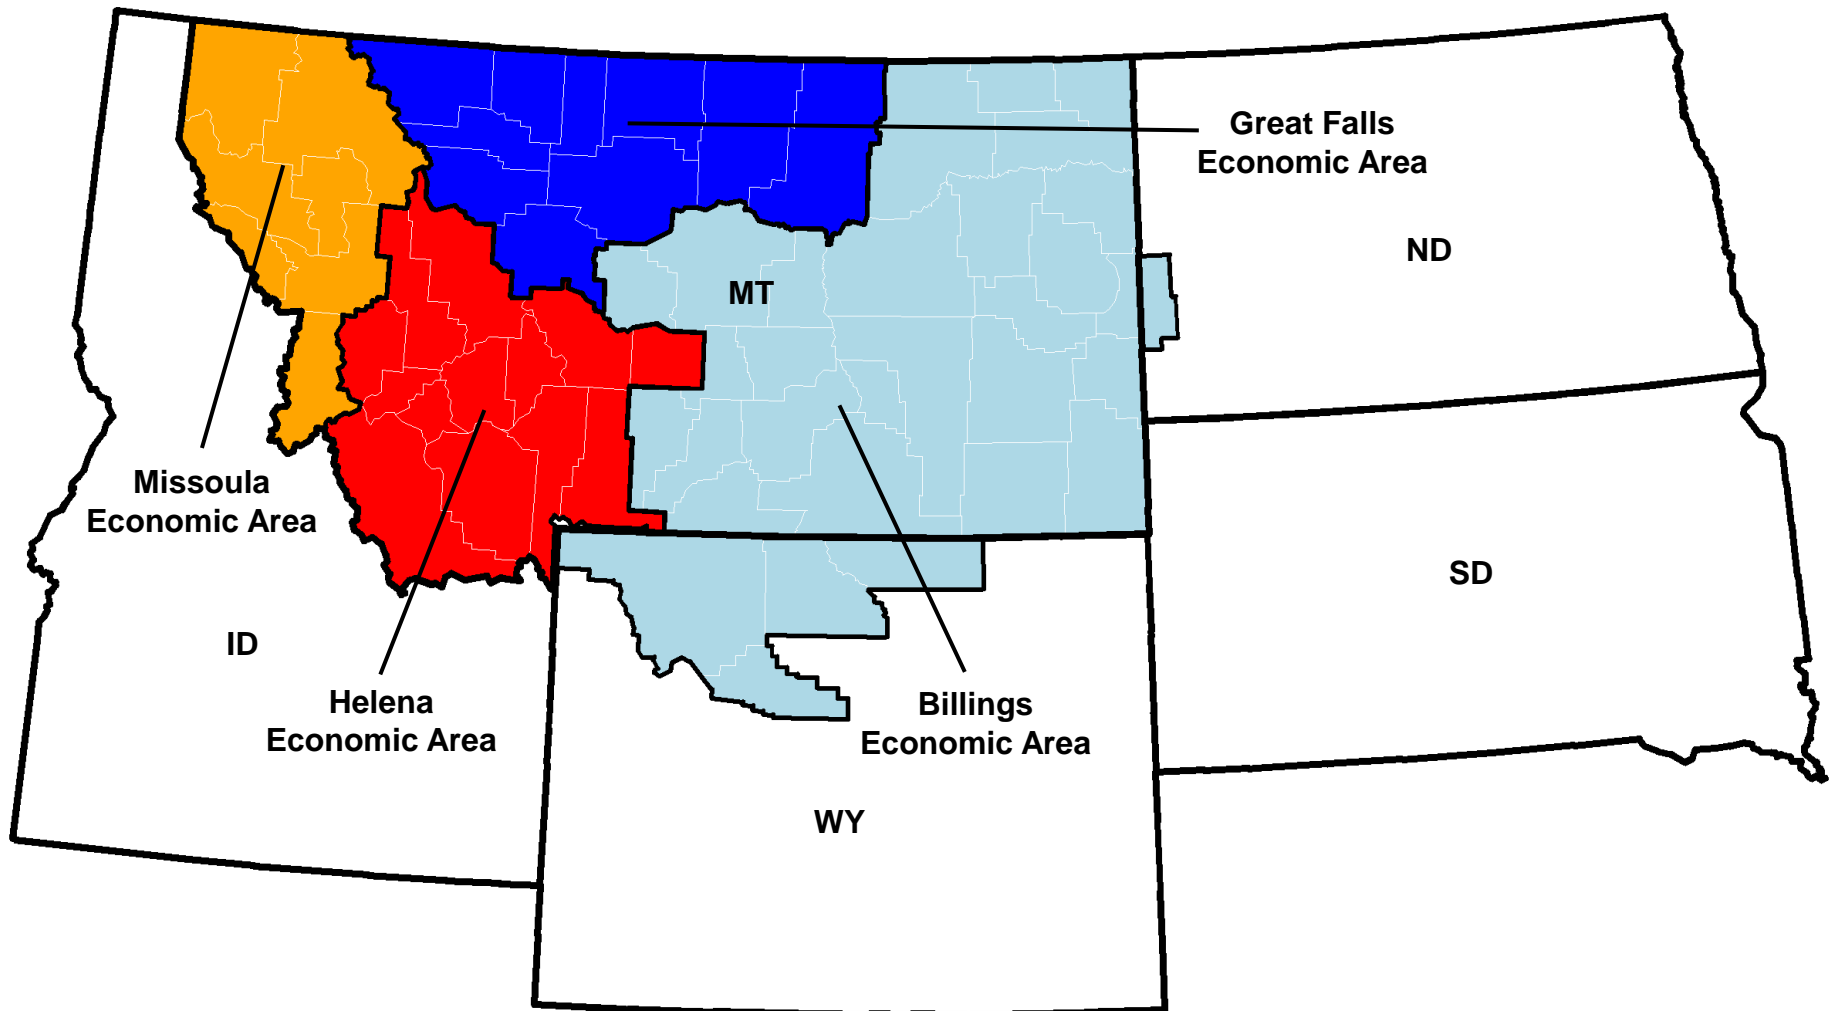 Great Falls
Economic Area
ND
MT
Missoula
Economic Area
SD
ID
Helena
Economic Area
Billings
Economic Area
WY